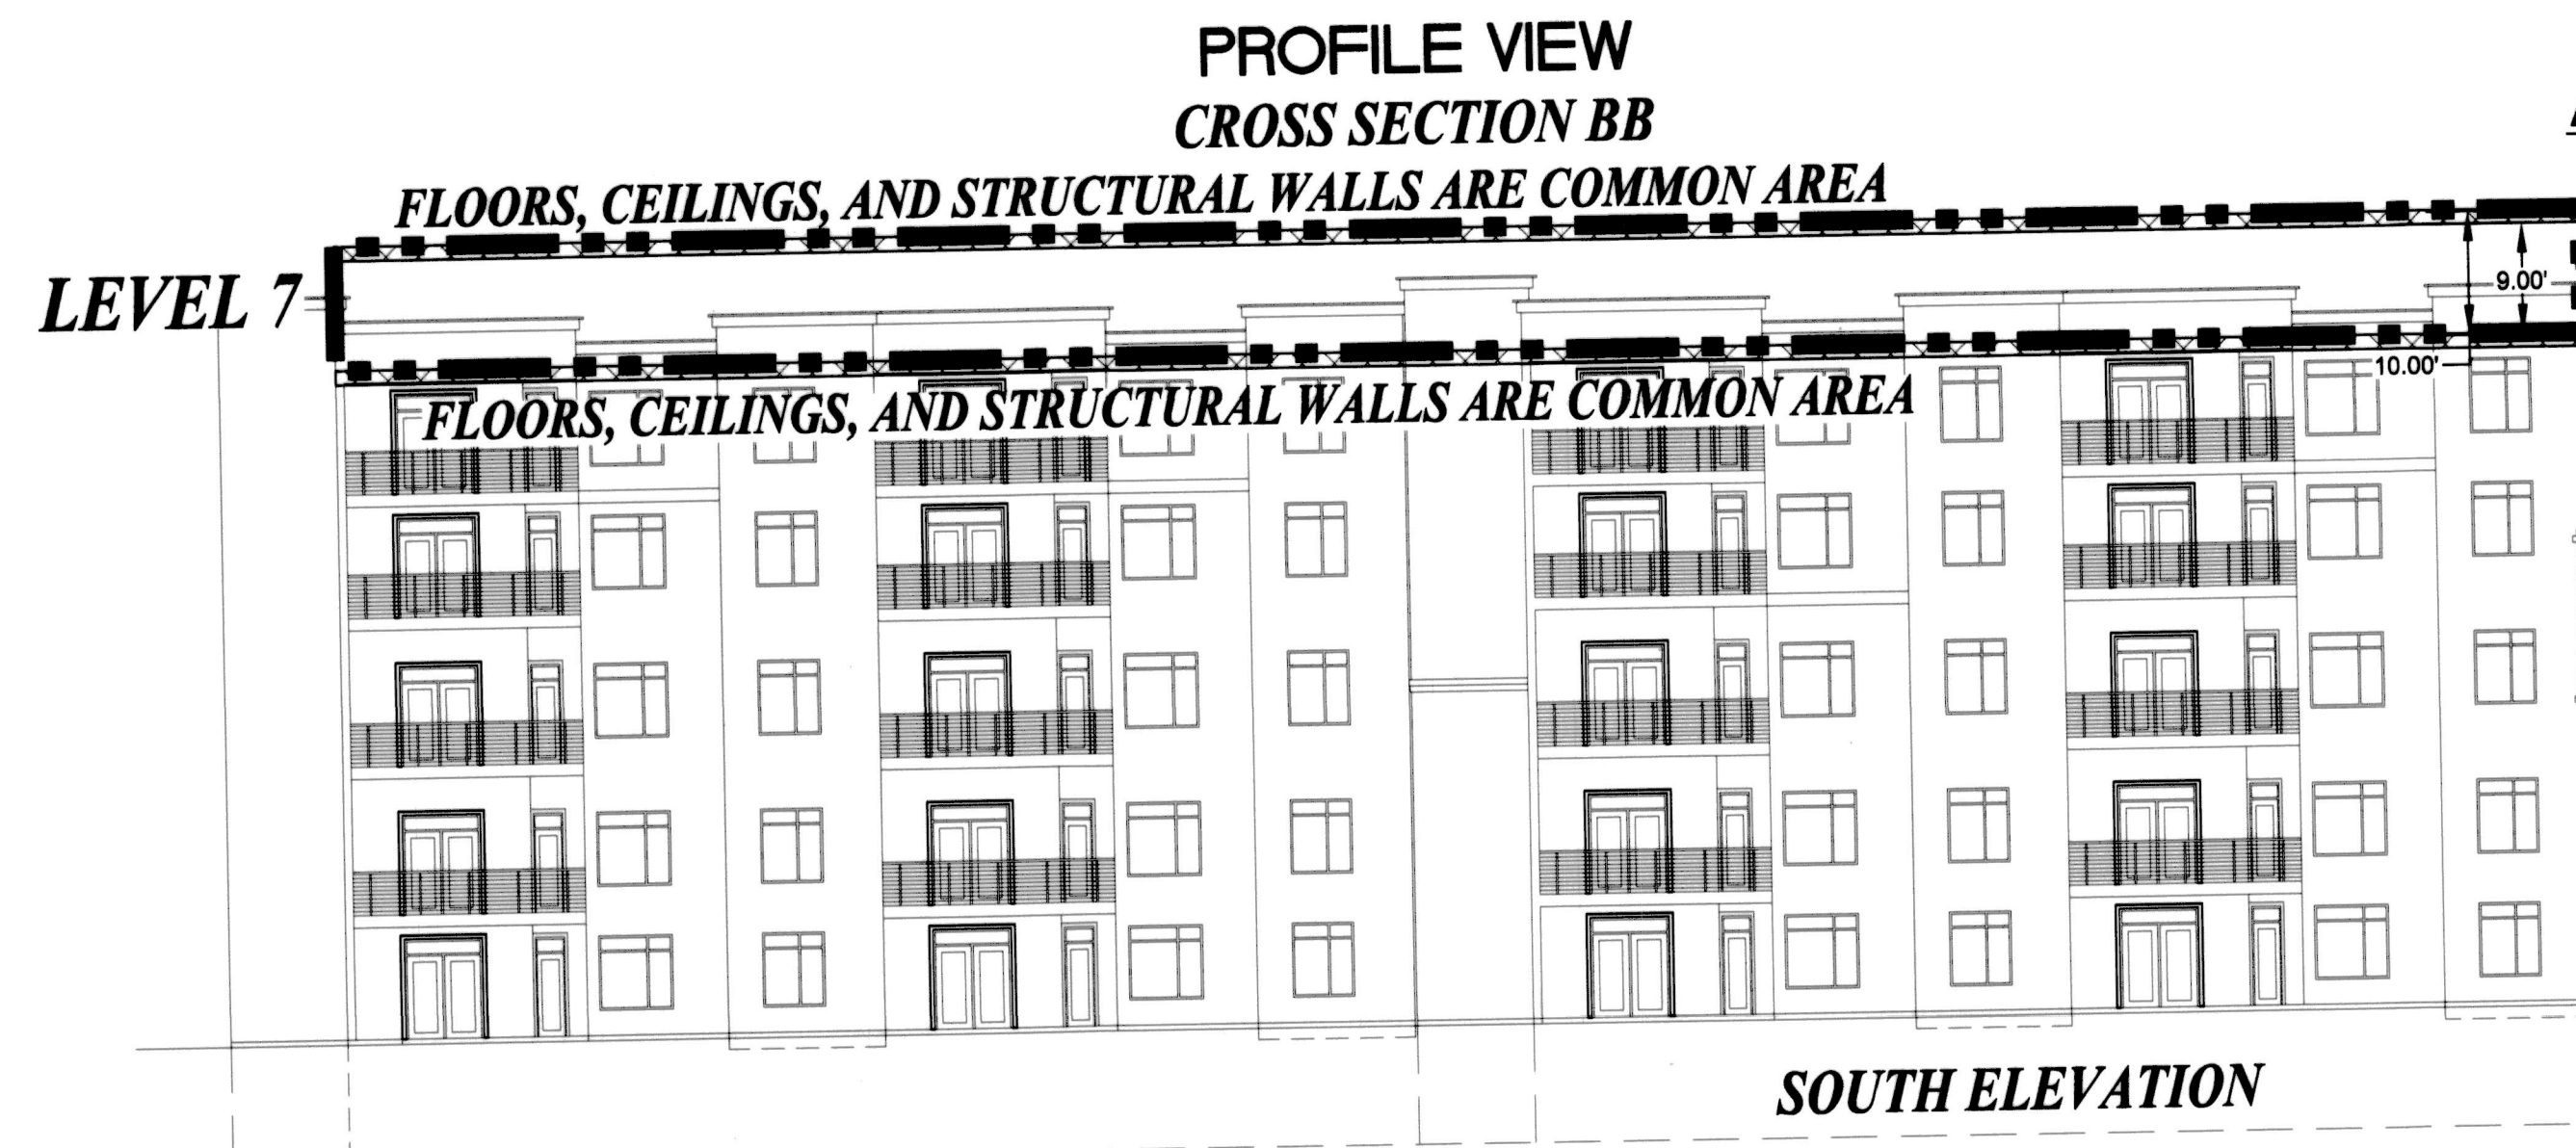 PROFILE VIEW
CROSS SECTION BB
FLOORS, CEILINGS, AND STRUCTURAL WALLS ARE COMMON AREA
LEVEL 7
9.00'
10.00'
FLOORS, CEILINGS, AND STRUCTURAL WALLS ARE COMMON AREA
SOUTH ELEVATION